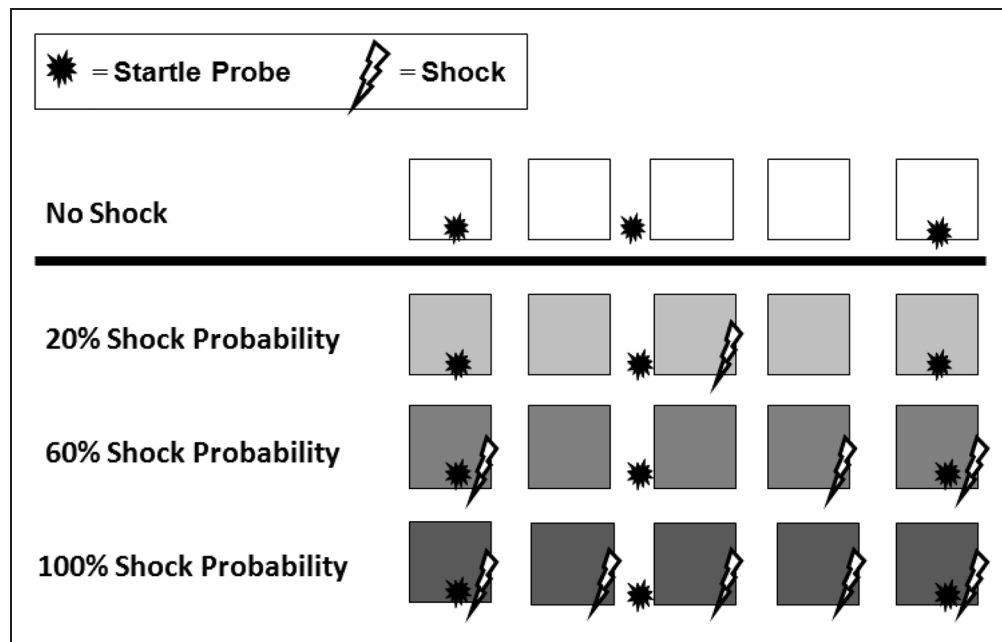 = Startle Probe = Shock
No Shock
20% Shock Probability
60% Shock Probability
100% Shock Probability